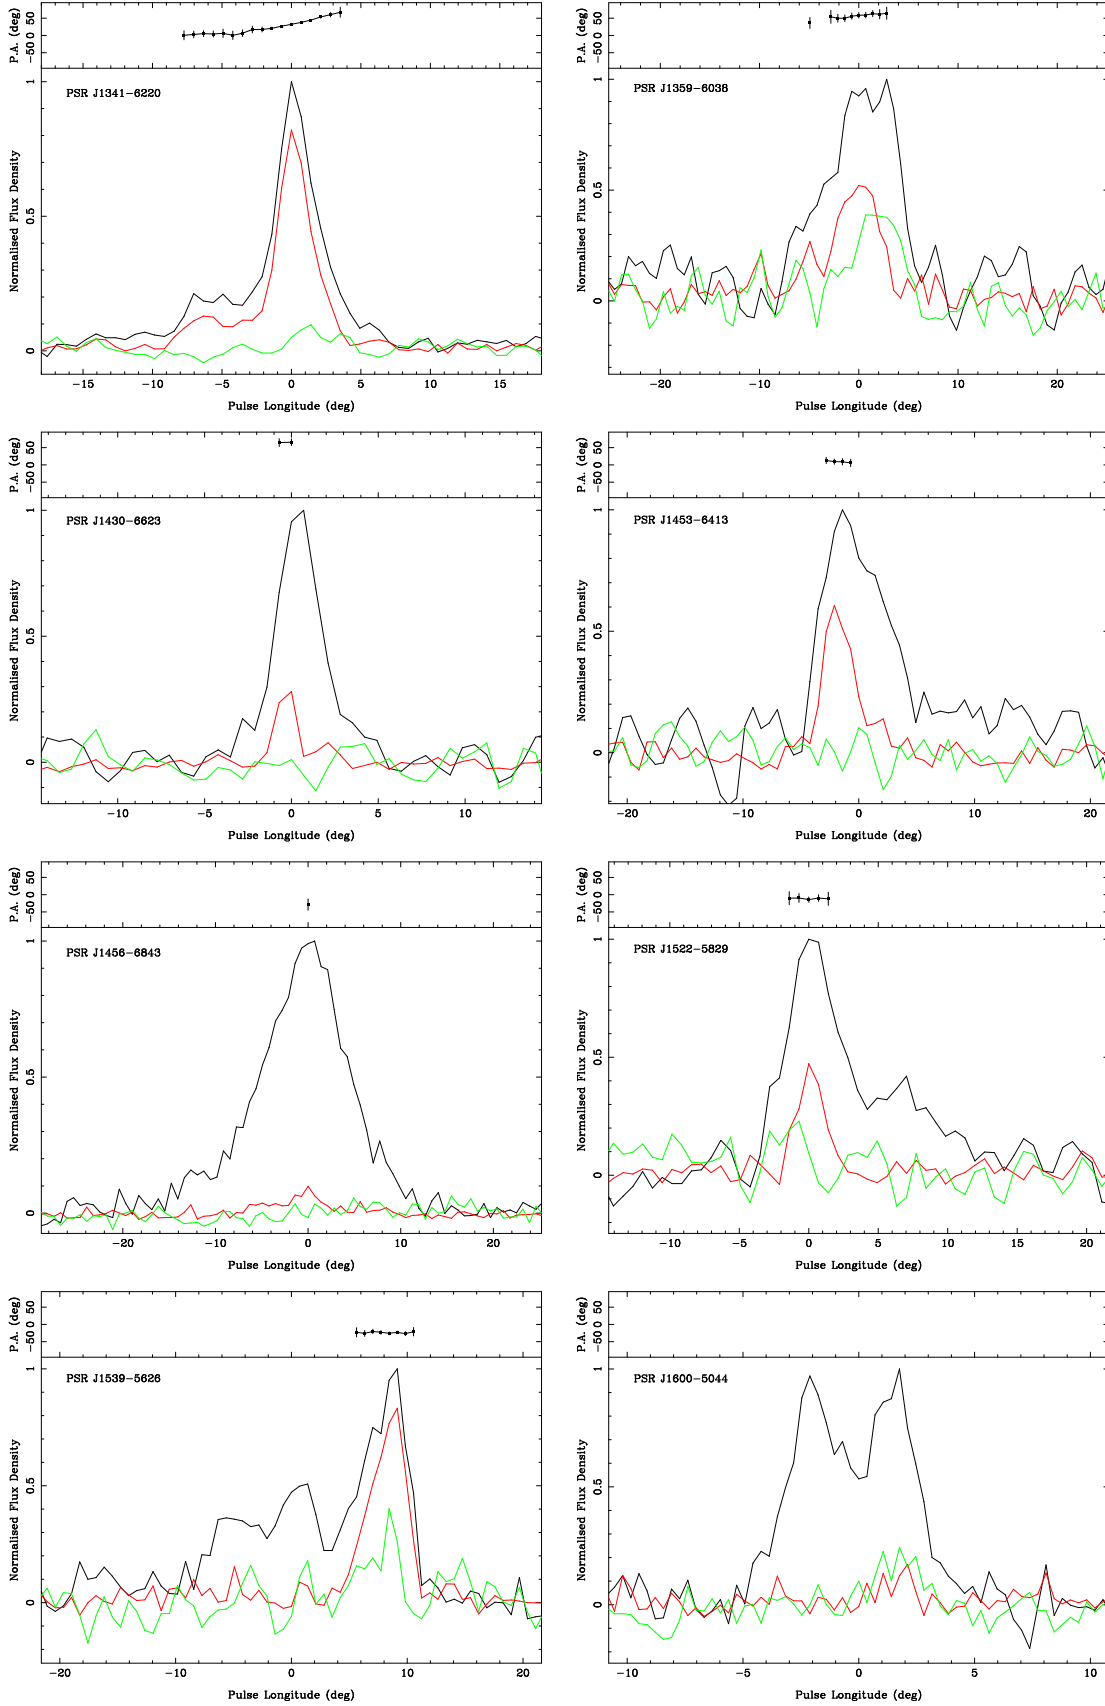 P.A. (deg)
−50 0 50
PSR J1341−6220
Normalised Flux Density
0 0.5 1
−15 −10 −5 0 5 10 15
Pulse Longitude (deg)
P.A. (deg)
−50 0 50
PSR J1359−6038
Normalised Flux Density
0 0.5 1
−20 −10 0 10 20
Pulse Longitude (deg)
P.A. (deg)
−50 0 50
PSR J1430−6623
Normalised Flux Density
0 0.5 1
−10 −5 0 5 10
Pulse Longitude (deg)
P.A. (deg)
−50 0 50
PSR J1453−6413
Normalised Flux Density
0 0.5 1
−20 −10 0 10 20
Pulse Longitude (deg)
P.A. (deg)
−50 0 50
PSR J1456−6843
Normalised Flux Density
0 0.5 1
−20 −10 0 10 20
Pulse Longitude (deg)
P.A. (deg)
−50 0 50
PSR J1522−5829
Normalised Flux Density
0 0.5 1
−10 −5 0 5 10 15 20
Pulse Longitude (deg)
P.A. (deg)
−50 0 50
PSR J1539−5626
Normalised Flux Density
0 0.5 1
−20 −10 0 10 20
Pulse Longitude (deg)
P.A. (deg)
−50 0 50
PSR J1600−5044
Normalised Flux Density
0 0.5 1
−10 −5 0 5 10
Pulse Longitude (deg)